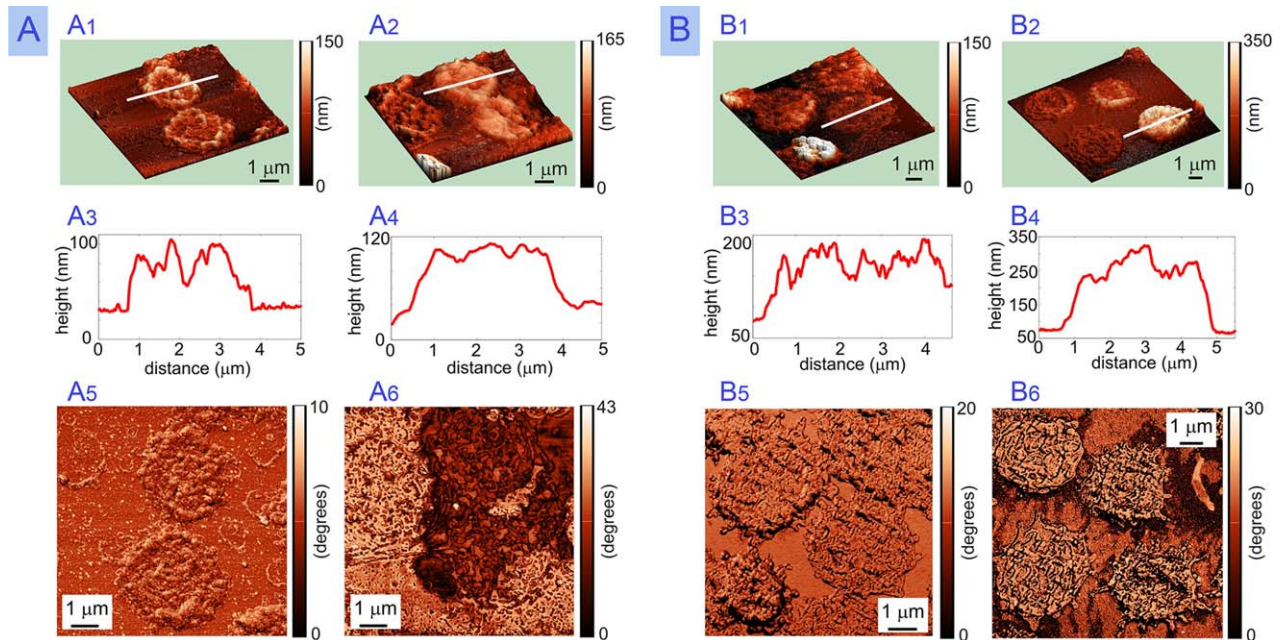 A
A1
150
(nm)
0
1 μm
A2
165
(nm)
0
1 μm
B
B1
150
(nm)
0
1 μm
B2
350
(nm)
0
1 μm
A3
100
0
height (nm)
0 1 2 3 4 5
distance (μm)
A4
120
0
height (nm)
0 1 2 3 4 5
distance (μm)
B3
200
50
height (nm)
0 1 2 3 4
distance (μm)
B4
350
250
150
50
height (nm)
0 1 2 3 4 5
distance (μm)
A5
10
(degrees)
0
1 μm
A6
43
(degrees)
0
1 μm
B5
20
(degrees)
0
1 μm
B6
30
(degrees)
0
1 μm